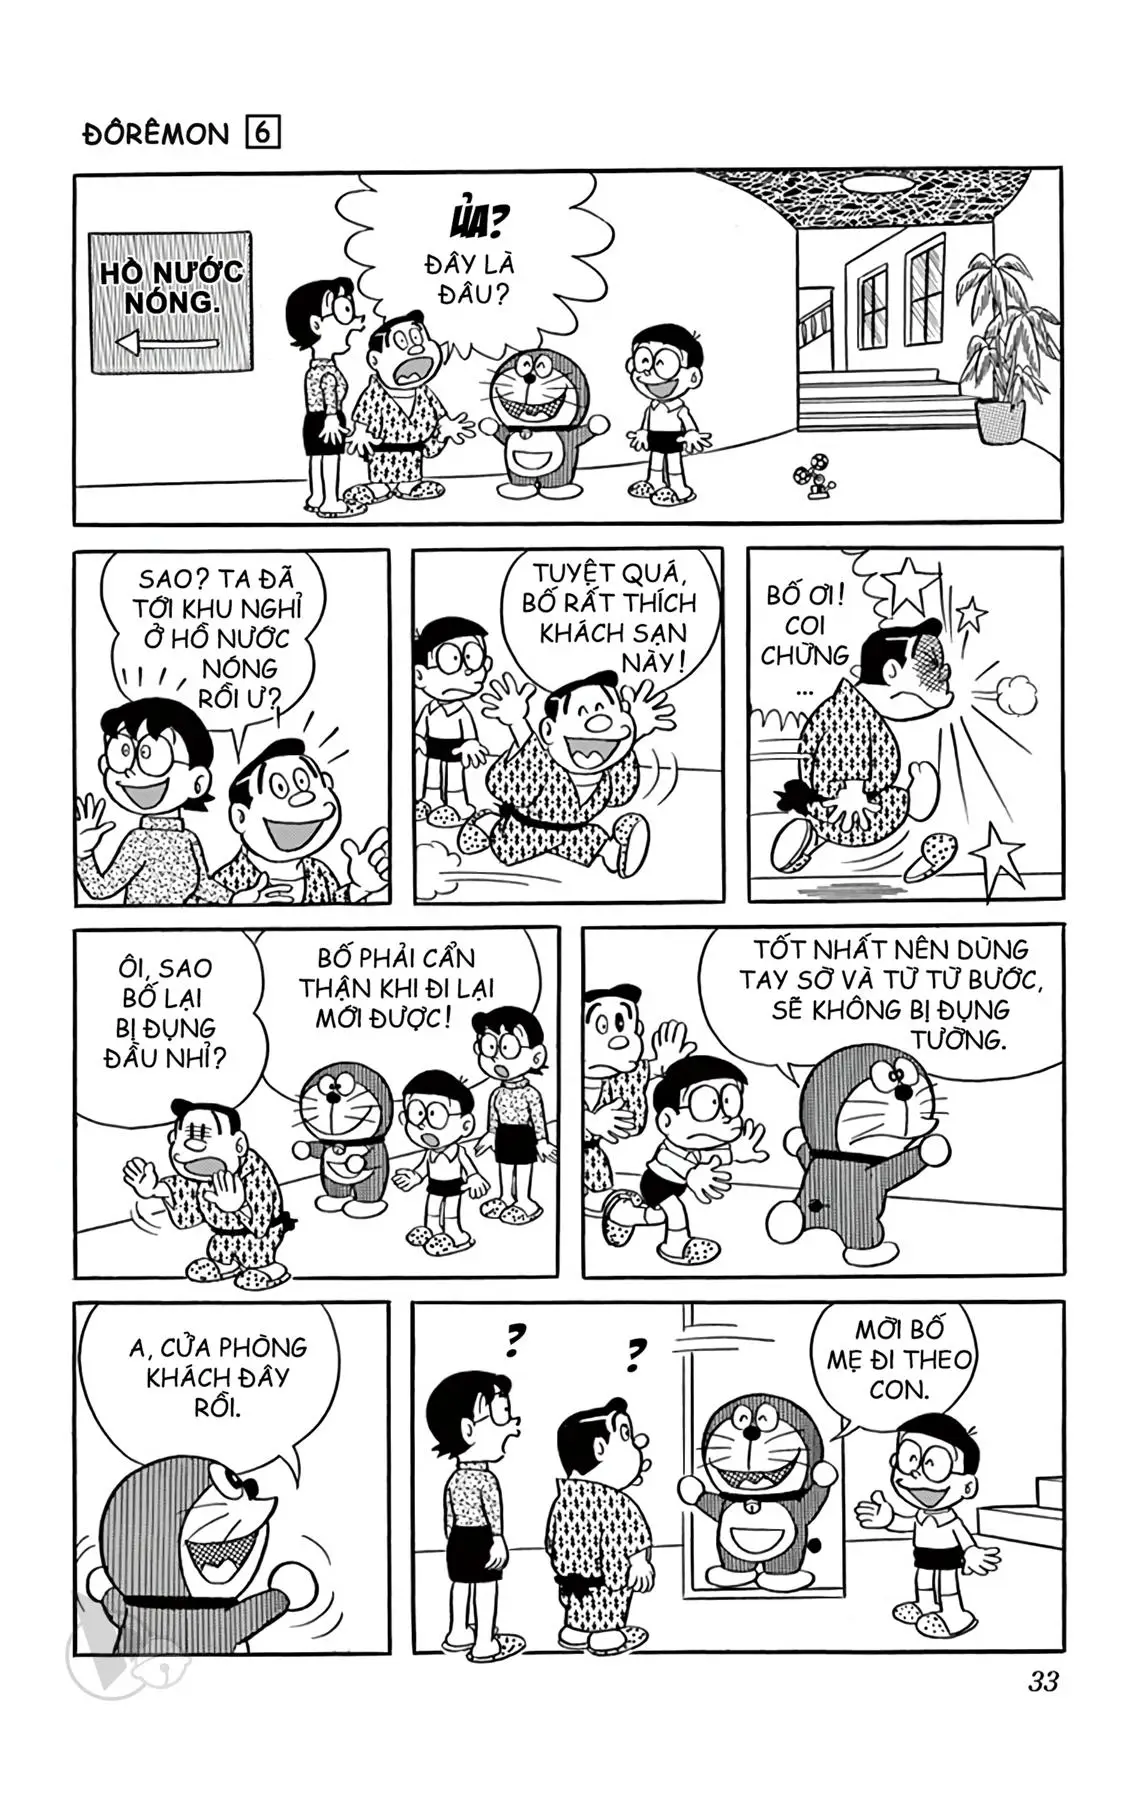 ĐÔRÊMON 6
HỒ NƯỚC
NÓNG.
ỦA?
ĐÂY LÀ
ĐÂU?
SAO? TA ĐÃ
TỚI KHU NGHỈ
Ở HỒ NƯỚC
NÓNG
RỒI Ư?
TUYỆT QUÁ,
BỐ RẤT THÍCH
KHÁCH SẠN
NÀY!
BỐ ƠI!
COI
CHỪNG
...
ÔI, SAO
BỐ LẠI
BỊ ĐỤNG
ĐẦU NHỈ?
BỐ PHẢI CẨN
THẬN KHI ĐI LẠI
MỚI ĐƯỢC!
TỐT NHẤT NÊN DÙNG
TAY SỜ VÀ TỪ TỪ BƯỚC,
SẼ KHÔNG BỊ ĐỤNG
TƯỜNG.
A, CỬA PHÒNG
KHÁCH ĐÂY
RỒI.
?
?
MỜI BỐ
MẸ ĐI THEO
CON.
33